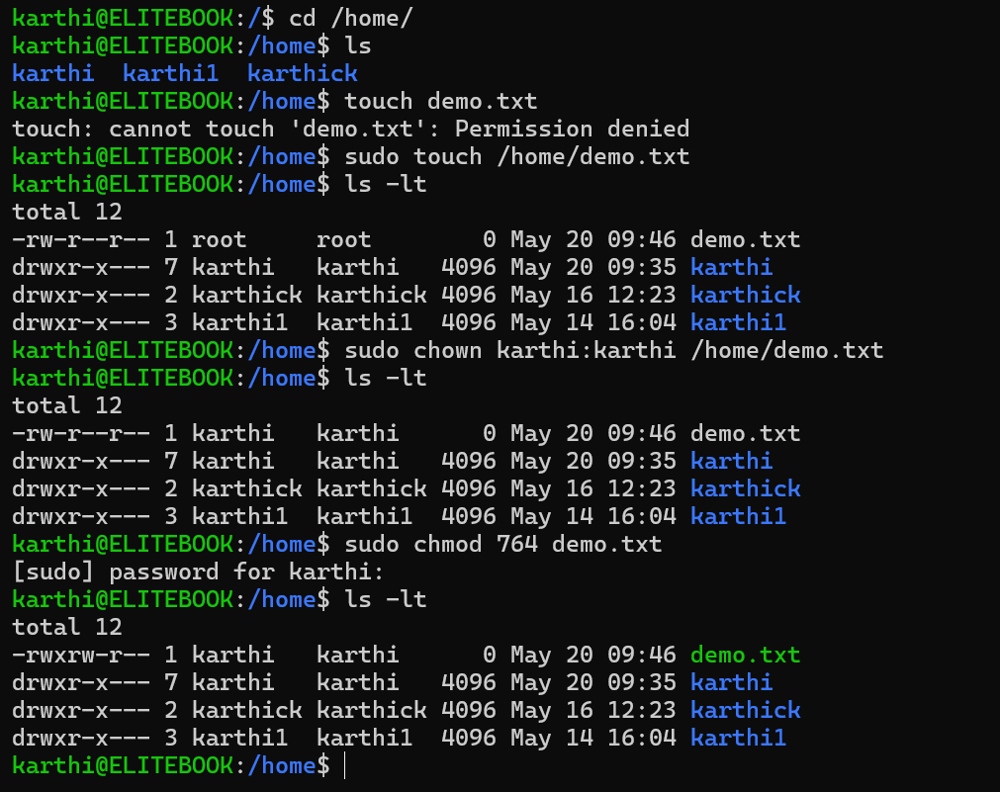 karthi@ELITEBOOK:/$ cd /home/
karthi@ELITEBOOK:/home$ ls
karthi  karthi1  karthick
karthi@ELITEBOOK:/home$ touch demo.txt
touch: cannot touch 'demo.txt': Permission denied
karthi@ELITEBOOK:/home$ sudo touch /home/demo.txt
karthi@ELITEBOOK:/home$ ls -lt
total 12
-rw-r--r-- 1 root     root        0 May 20 09:46 demo.txt
drwxr-x--- 7 karthi   karthi   4096 May 20 09:35 karthi
drwxr-x--- 2 karthick karthick 4096 May 16 12:23 karthick
drwxr-x--- 3 karthi1  karthi1  4096 May 14 16:04 karthi1
karthi@ELITEBOOK:/home$ sudo chown karthi:karthi /home/demo.txt
karthi@ELITEBOOK:/home$ ls -lt
total 12
-rw-r--r-- 1 karthi   karthi      0 May 20 09:46 demo.txt
drwxr-x--- 7 karthi   karthi   4096 May 20 09:35 karthi
drwxr-x--- 2 karthick karthick 4096 May 16 12:23 karthick
drwxr-x--- 3 karthi1  karthi1  4096 May 14 16:04 karthi1
karthi@ELITEBOOK:/home$ sudo chmod 764 demo.txt
[sudo] password for karthi:
karthi@ELITEBOOK:/home$ ls -lt
total 12
-rwxrw-r-- 1 karthi   karthi      0 May 20 09:46 demo.txt
drwxr-x--- 7 karthi   karthi   4096 May 20 09:35 karthi
drwxr-x--- 2 karthick karthick 4096 May 16 12:23 karthick
drwxr-x--- 3 karthi1  karthi1  4096 May 14 16:04 karthi1
karthi@ELITEBOOK:/home$